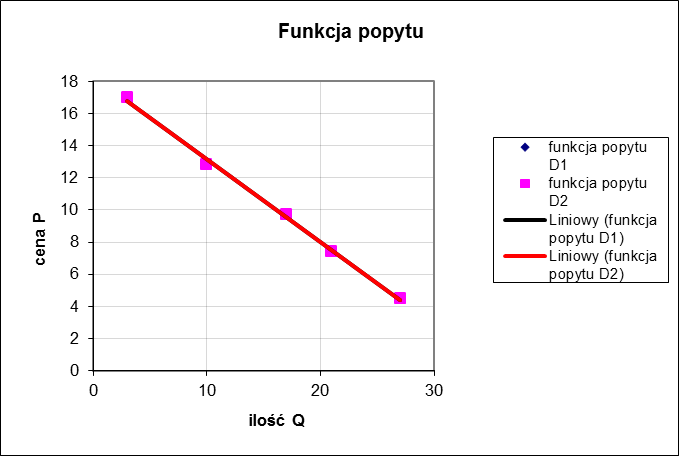 Funkcja popytu
18
16
14
12
10
8
6
4
2
0
0 10 20 30
cena P
ilość Q
funkcja popytu
D1
funkcja popytu
D2
Liniowy (funkcja
popytu D1)
Liniowy (funkcja
popytu D2)